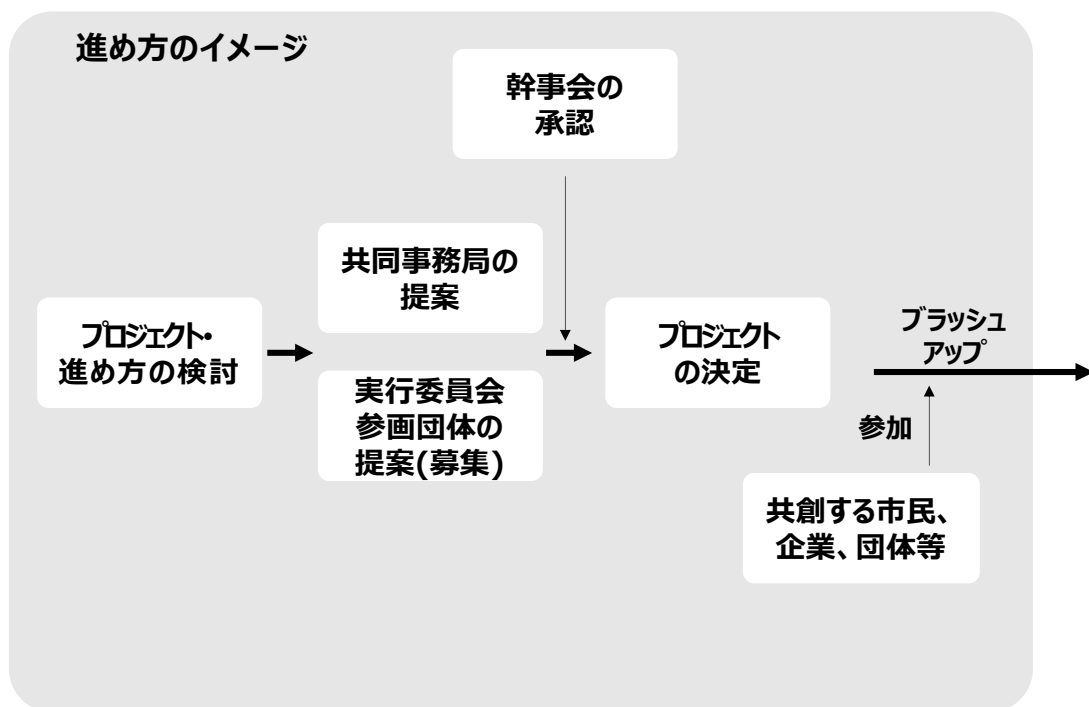 進め方のイメージ
幹事会の
承認
共同事務局の
提案
プロジェクト・
進め方の検討
実行委員会
参画団体の
提案(募集)
プロジェクト
の決定
ブラッシュ
アップ
参加
共創する市民、
企業、団体等